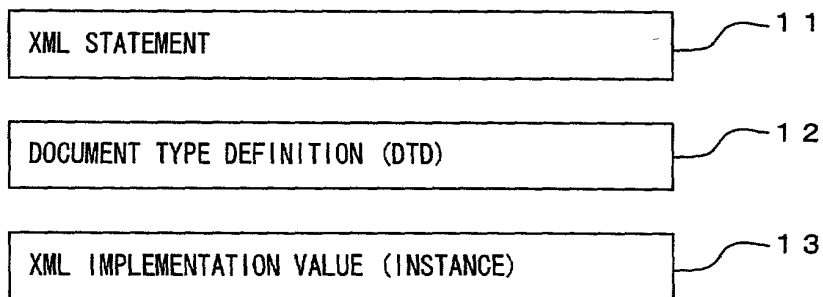 XML STATEMENT
11
DOCUMENT TYPE DEFINITION (DTD)
12
XML IMPLEMENTATION VALUE (INSTANCE)
13